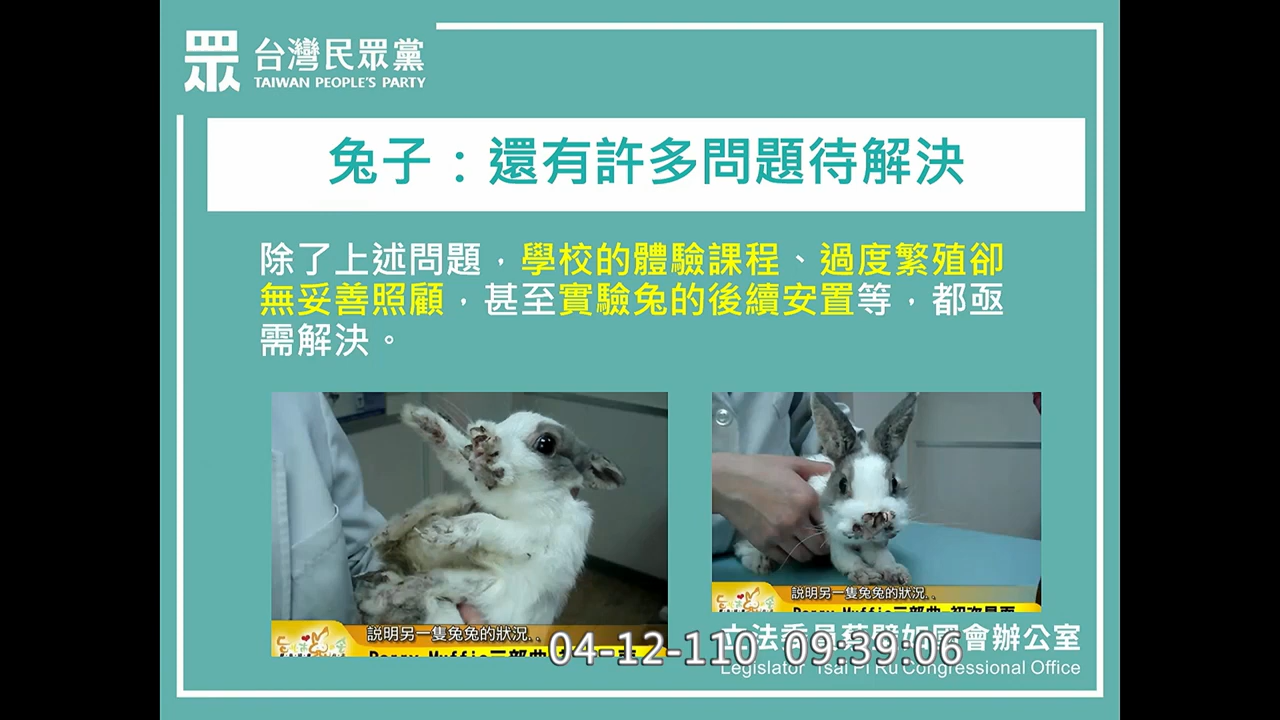 眾 台灣民眾黨
TAIWAN PEOPLE'S PARTY
兔子：還有許多問題待解決
除了上述問題，學校的體驗課程、過度繁殖卻
無妥善照顧，甚至實驗兔的後續安置等，都亟
需解決。
說明另一隻兔兔的狀況..
說明另一隻兔兔的狀況..
立法委員蔡壁如國會辦公室
04-12-110 09:39:06
Legislator Tsai Pi Ru Congressional Office